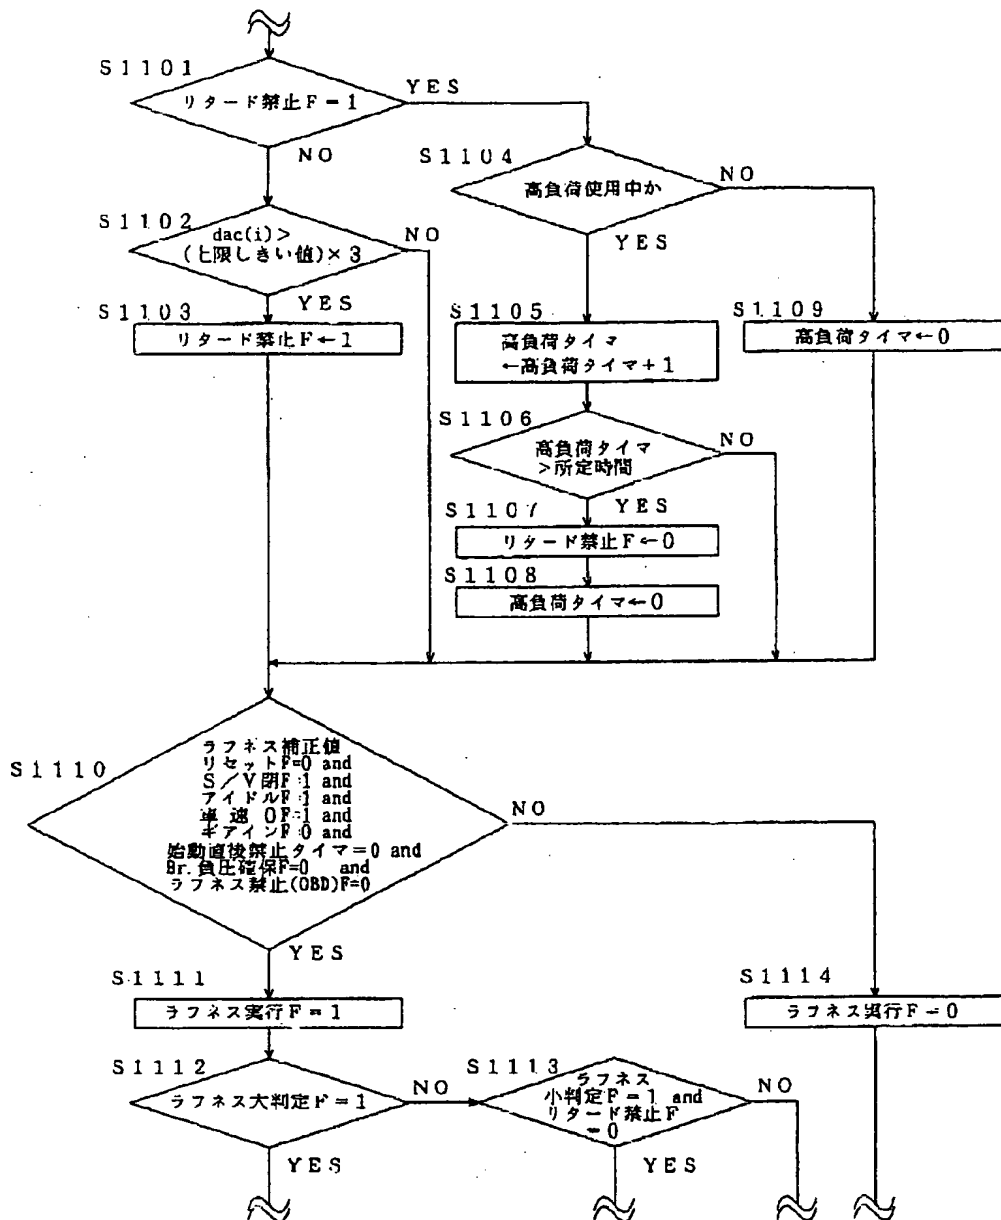 S1101
リタード禁止F=1
YES
NO
S1104
高負荷使用中か
NO
YES
S1102
dac(i)>
(上限しきい値)×3
NO
YES
S1103
リタード禁止F←1
S1105
高負荷タイマ
←高負荷タイマ+1
S1109
高負荷タイマ←0
S1106
高負荷タイマ
>所定時間
NO
YES
S1107
リタード禁止F←0
S1108
高負荷タイマ←0
S1110
ラフネス補正値
リセットF=0 and
S/V閉F=1 and
アイドルF=1 and
車速0F=1 and
ギアインF=0 and
始動直後禁止タイマ=0 and
Br.負圧確保F=0 and
ラフネス禁止(OBD)F=0
NO
YES
S1111
ラフネス実行F=1
S1114
ラフネス実行F=0
S1112
ラフネス大判定F=1
NO
YES
S1113
ラフネス
小判定F=1 and
リタード禁止F
=0
NO
YES